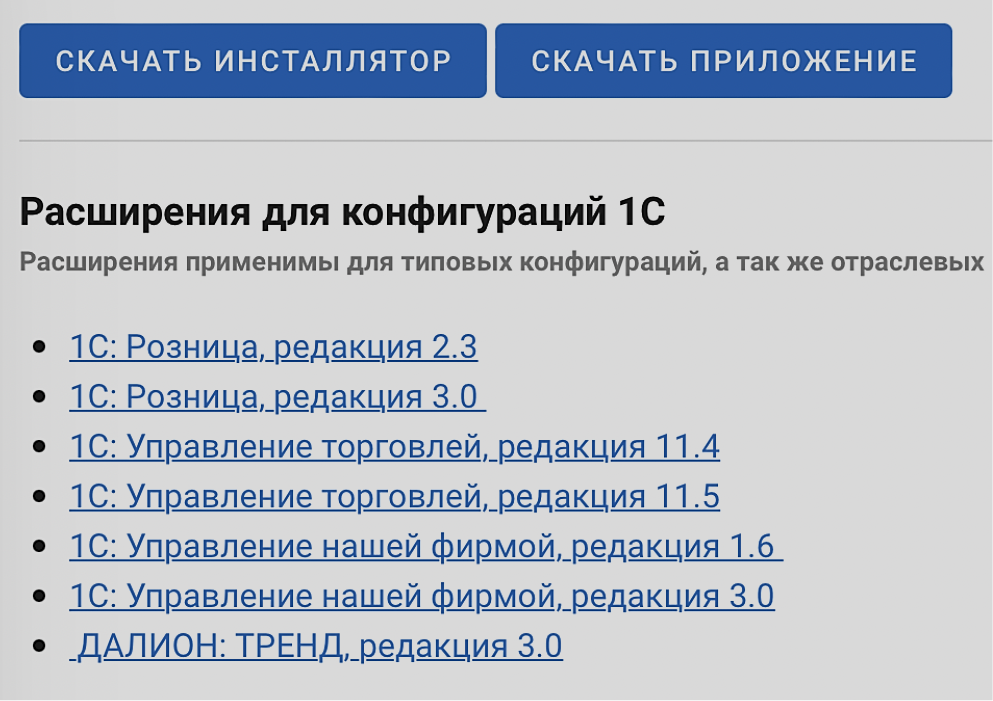 СКАЧАТЬ ИНСТАЛЛЯТОР СКАЧАТЬ ПРИЛОЖЕНИЕ
Расширения для конфигураций 1С
Расширения применимы для типовых конфигураций, а так же отраслевых
1С: Розница, редакция 2.3
1С: Розница, редакция 3.0
1С: Управление торговлей, редакция 11.4
1С: Управление торговлей, редакция 11.5
1С: Управление нашей фирмой, редакция 1.6
1С: Управление нашей фирмой, редакция 3.0
ДАЛИОН: ТРЕНД, редакция 3.0